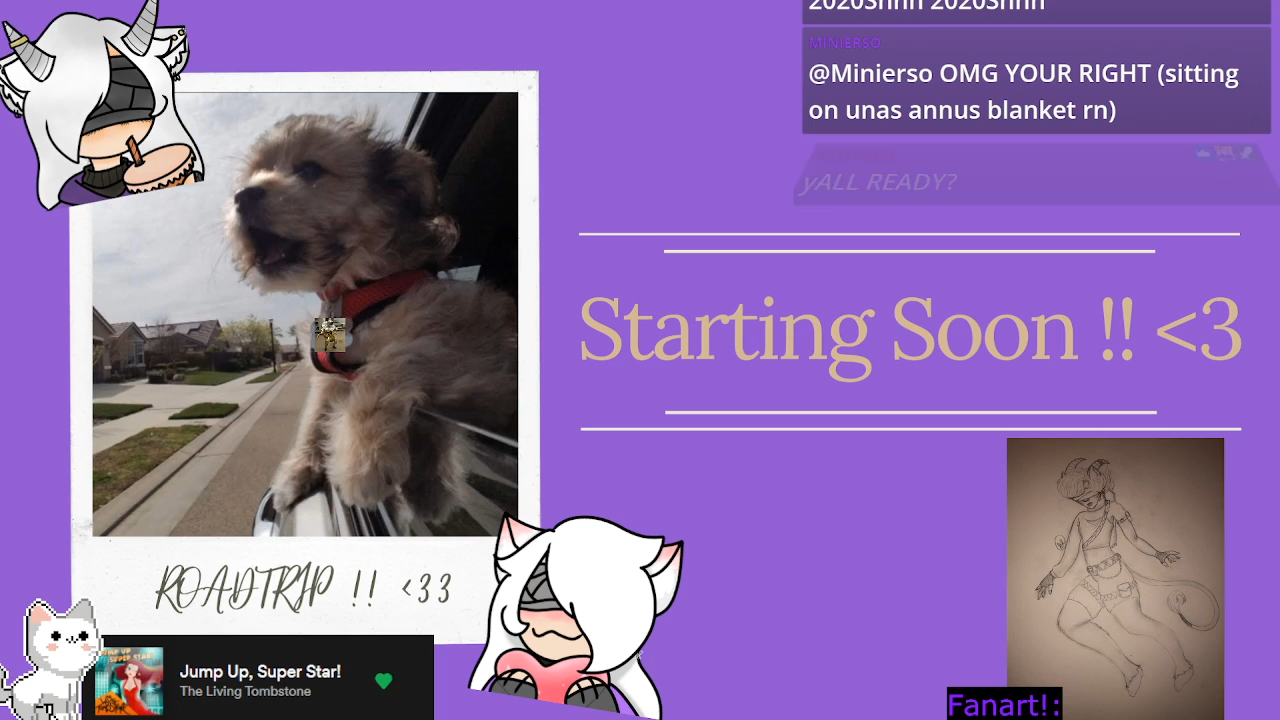 2020Shhh 2020Shhh
MINIERSO
@Minierso OMG YOUR RIGHT (sitting
on unas annus blanket rn)
yALL READY?
Starting Soon !! <3
ROADTRIP !! <33
Jump Up, Super Star!
The Living Tombstone
Fanart!: